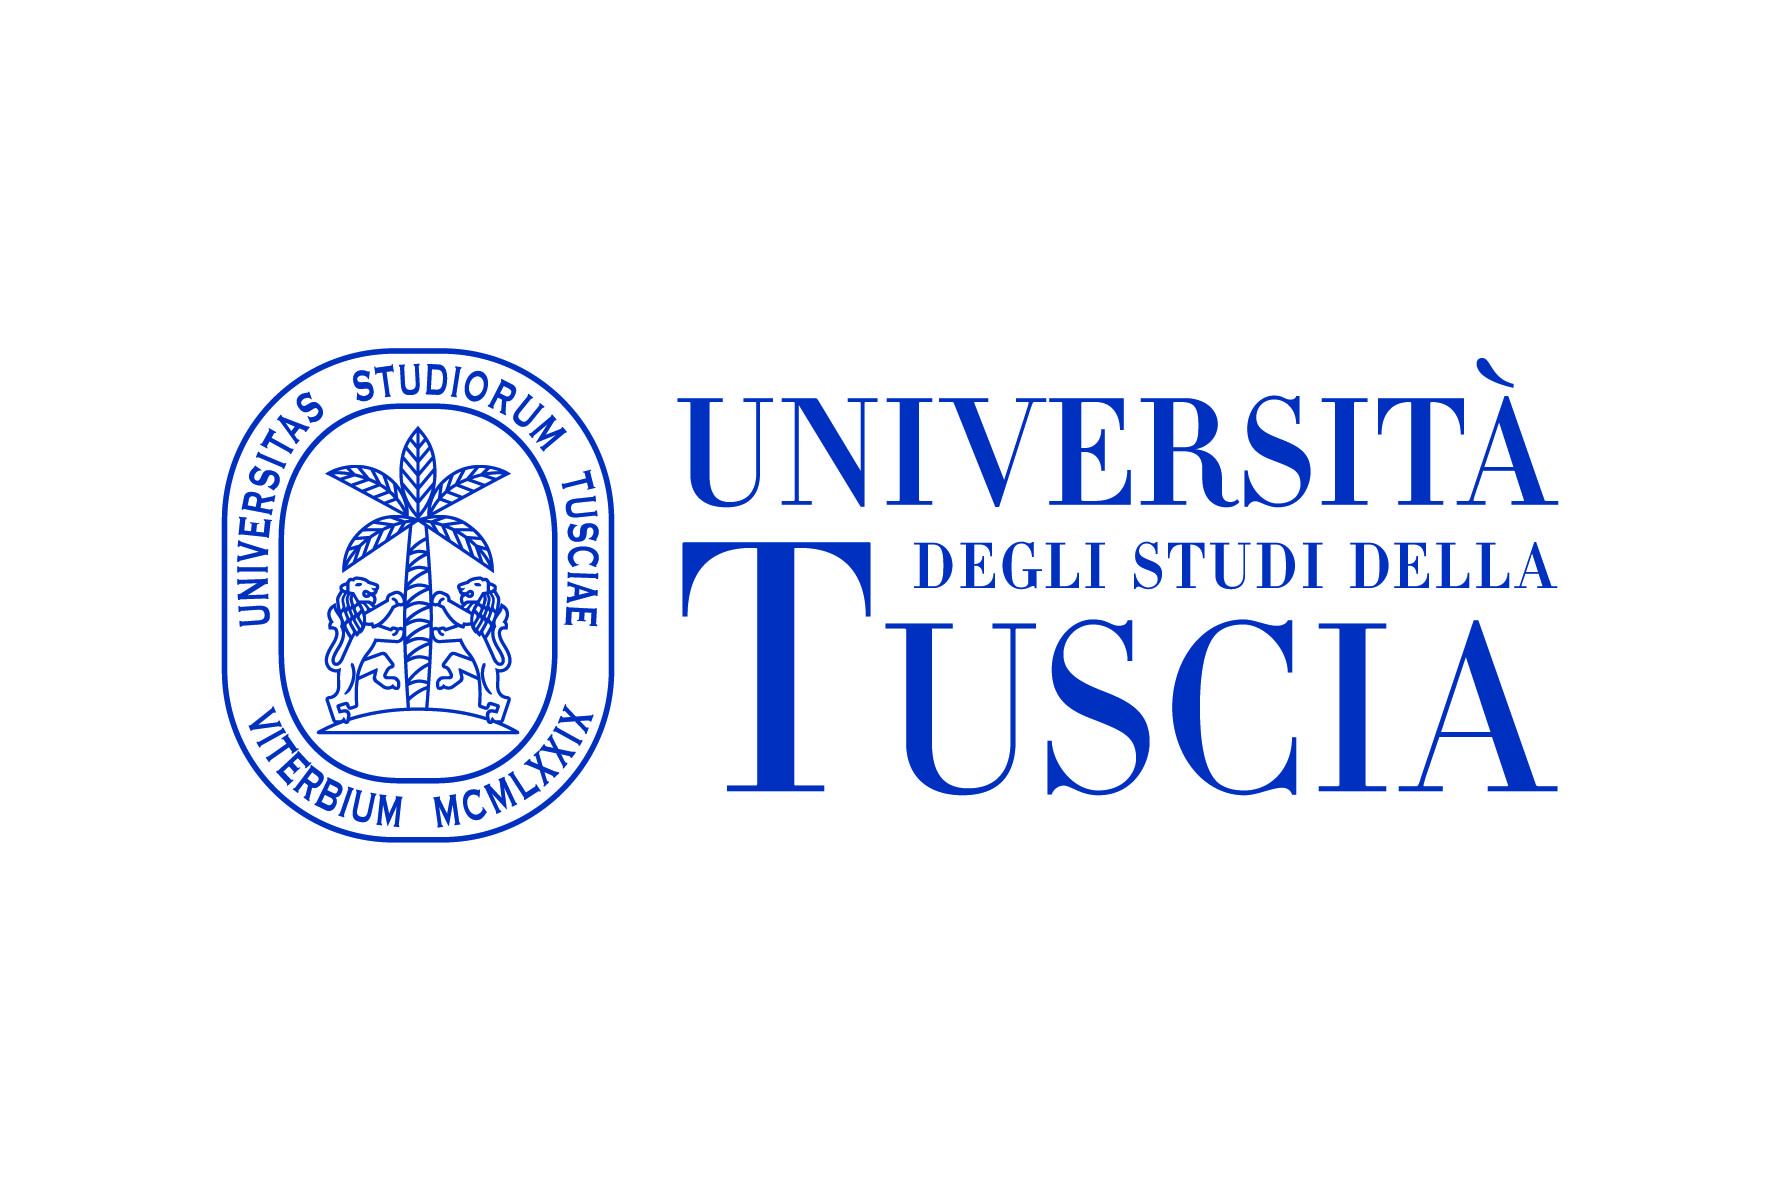 UNIVERSITAS STUDIORUM TUSCIAE
VITERBIUM MCMLXXIX
UNIVERSITÀ
DEGLI STUDI DELLA
TUSCIA